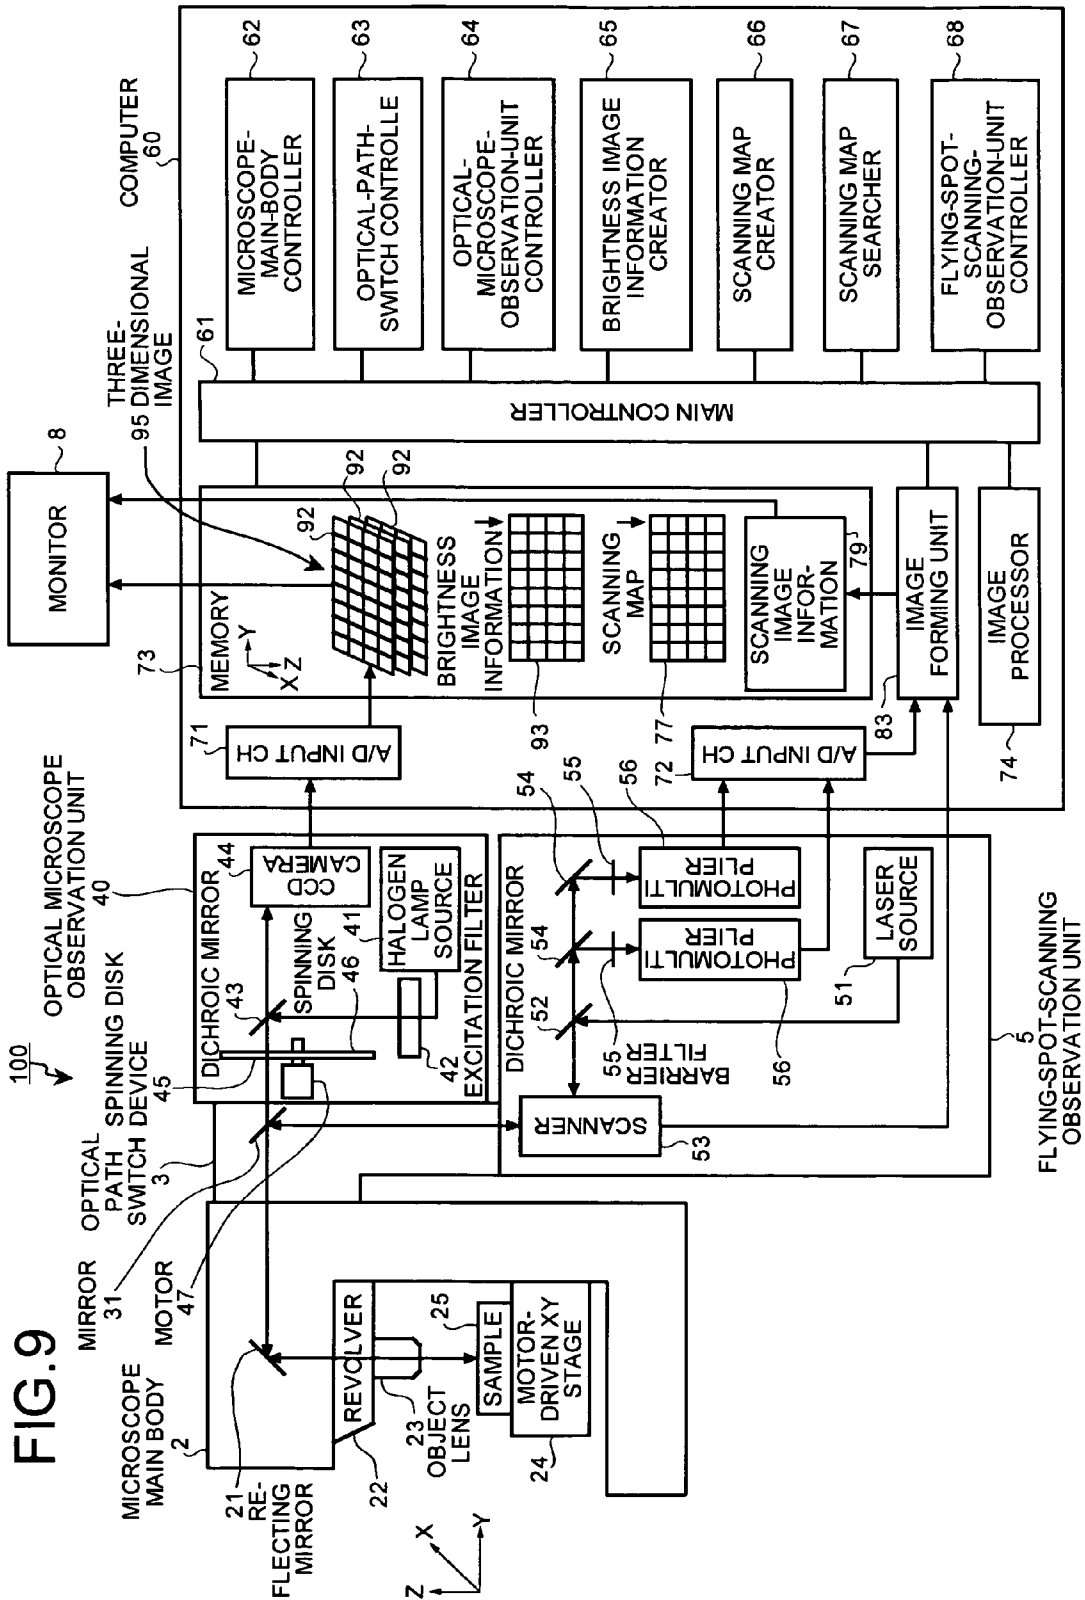 FIG.9
100
MICROSCOPE
MAIN BODY
2
21
RE-
FLECTING
MIRROR
MIRROR
31
MOTOR
47
OPTICAL
PATH
SWITCH
3
SPINNING DISK
DEVICE
45
OPTICAL MICROSCOPE
OBSERVATION UNIT
40
REVOLVER
22
23
OBJECT
LENS
25
SAMPLE
MOTOR-
DRIVEN XY
STAGE
24
Z
X
Y
DICHROIC MIRROR
43
44
CCD
CAMERA
SPINNING
DISK
46
41
HALOGEN
LAMP
SOURCE
42
EXCITATION FILTER
DICHROIC MIRROR
52
54
54
55
55
BARRIER
FILTER
56
PHOTOMULTI
PLIER
PHOTOMULTI
PLIER
56
SCANNER
53
51
LASER
SOURCE
5
FLYING-SPOT-SCANNING
OBSERVATION UNIT
MONITOR
8
COMPUTER
60
THREE-
95 DIMENSIONAL
IMAGE
71
A/D INPUT CH
72
A/D INPUT CH
73
MEMORY
Y
X
Z
92
92
92
BRIGHTNESS
IMAGE
INFORMATION
93
SCANNING
MAP
77
SCANNING
IMAGE
INFOR-
MATION
79
83
IMAGE
FORMING UNIT
74
IMAGE
PROCESSOR
61
MAIN CONTROLLER
MICROSCOPE-
MAIN-BODY
CONTROLLER
62
OPTICAL-PATH-
SWITCH CONTROLLE
63
OPTICAL-
MICROSCOPE-
OBSERVATION-UNIT
CONTROLLER
64
BRIGHTNESS IMAGE
INFORMATION
CREATOR
65
SCANNING MAP
CREATOR
66
SCANNING MAP
SEARCHER
67
FLYING-SPOT-
SCANNING-
OBSERVATION-UNIT
CONTROLLER
68